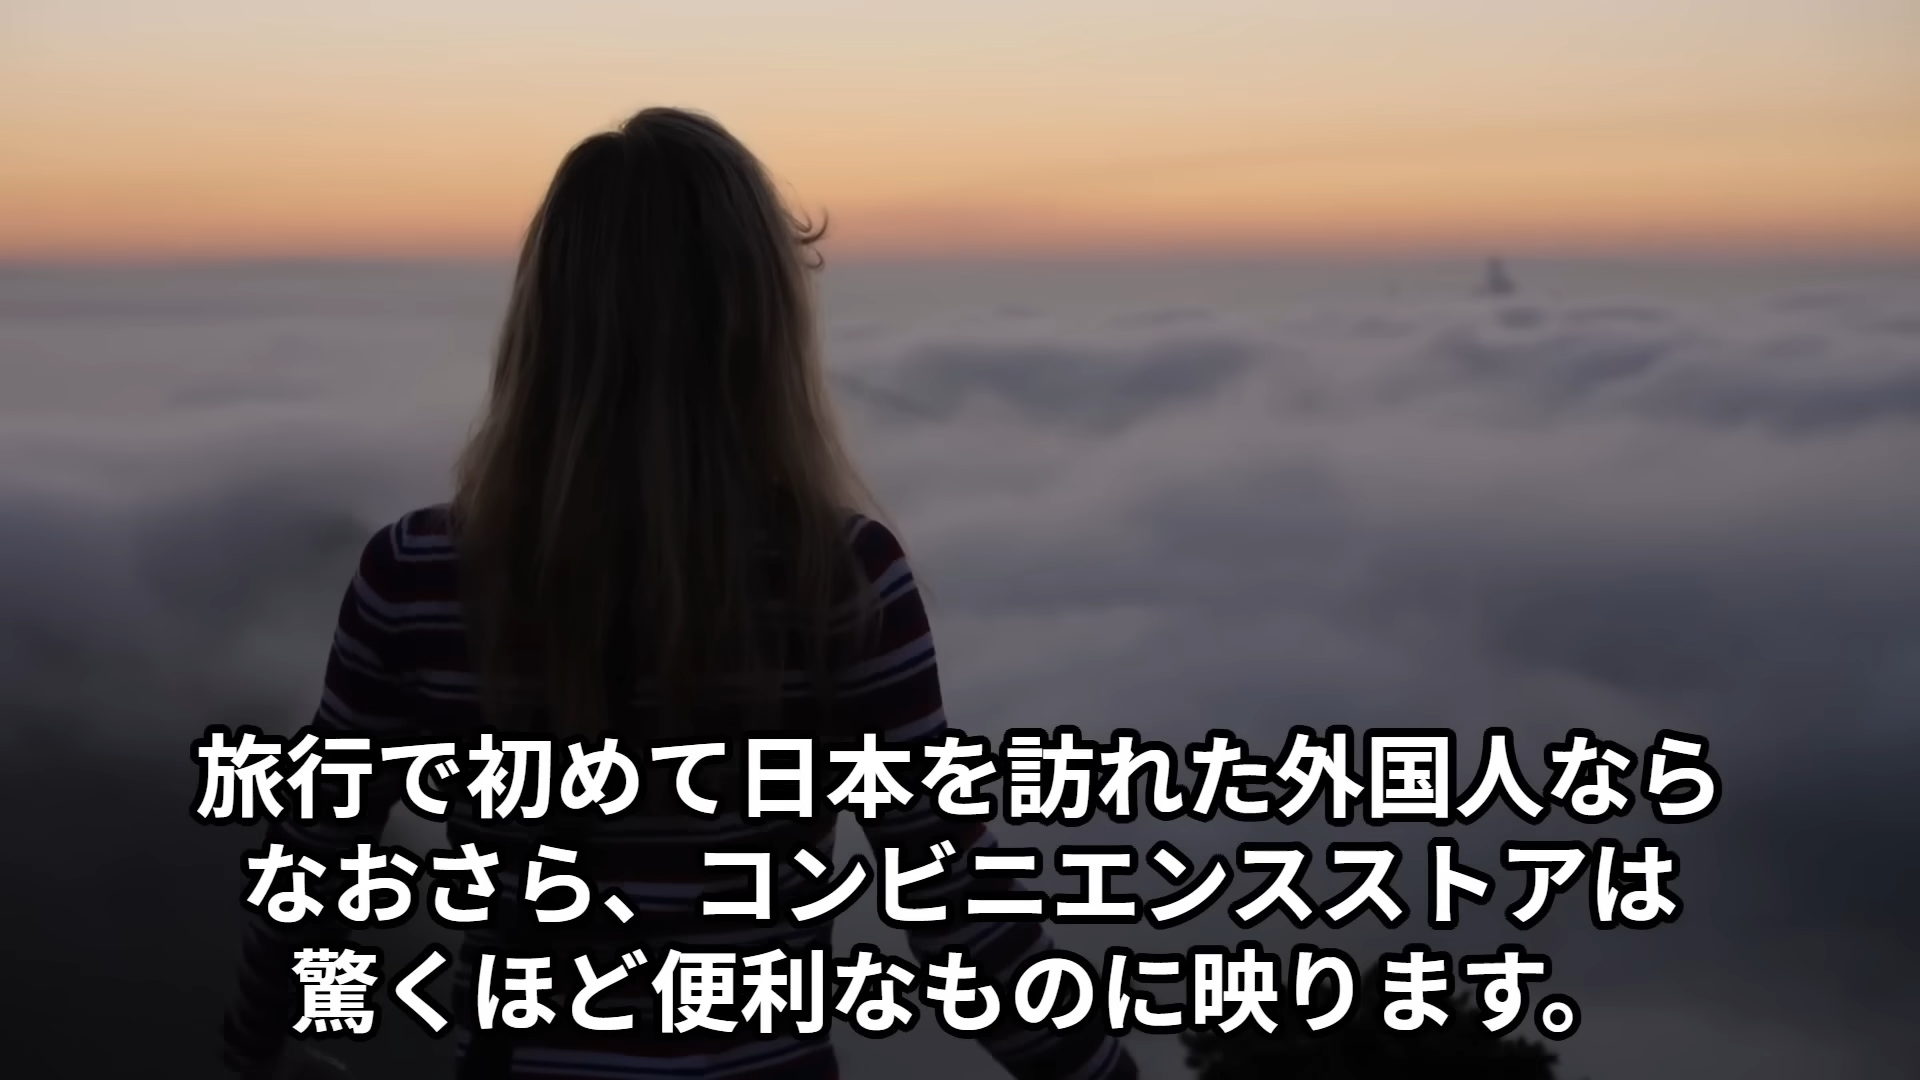 旅行で初めて日本を訪れた外国人なら
なおさら、コンビニエンスストアは
驚くほど便利なものに映ります。